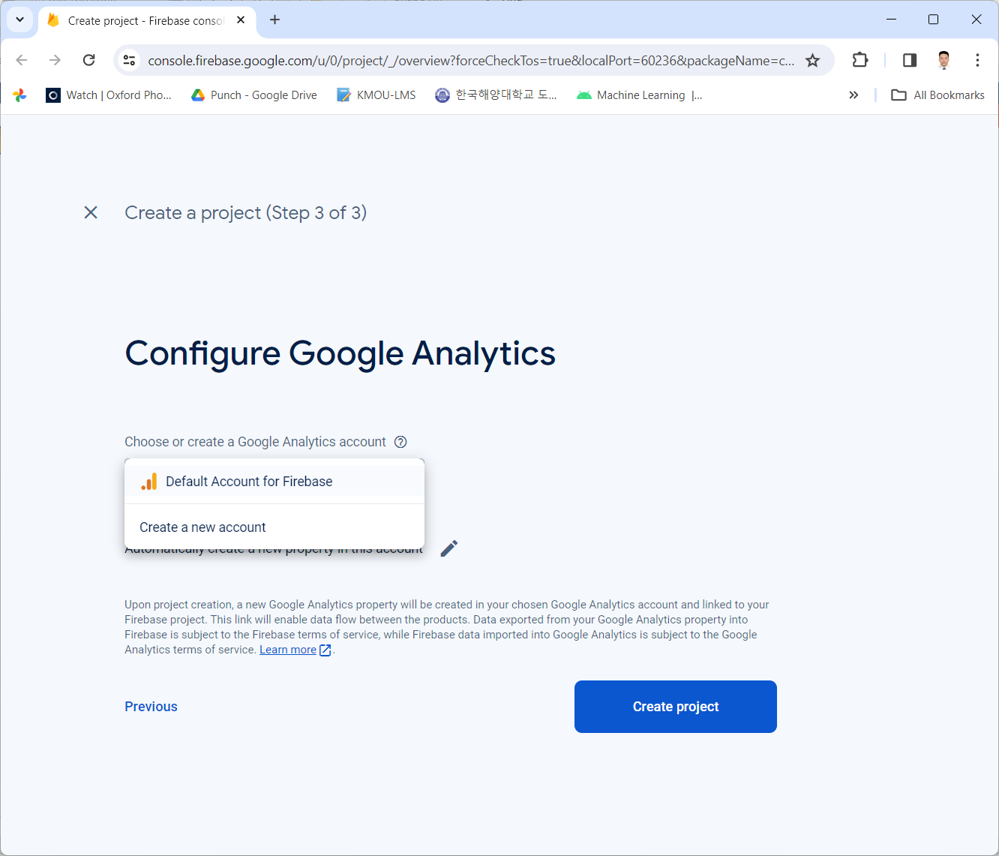 Create project - Firebase conso
console.firebase.google.com/u/0/project/_/overview?forceCheckTos=true&localPort=60236&packageName=c...
Watch | Oxford Pho... Punch - Google Drive KMOU-LMS 한국해양대학교 도... Machine Learning |... All Bookmarks
Create a project (Step 3 of 3)
Configure Google Analytics
Choose or create a Google Analytics account
Default Account for Firebase
Create a new account
Automatically create a new property in this account
Upon project creation, a new Google Analytics property will be created in your chosen Google Analytics account and linked to your
Firebase project. This link will enable data flow between the products. Data exported from your Google Analytics property into
Firebase is subject to the Firebase terms of service, while Firebase data imported into Google Analytics is subject to the Google
Analytics terms of service. Learn more.
Previous
Create project